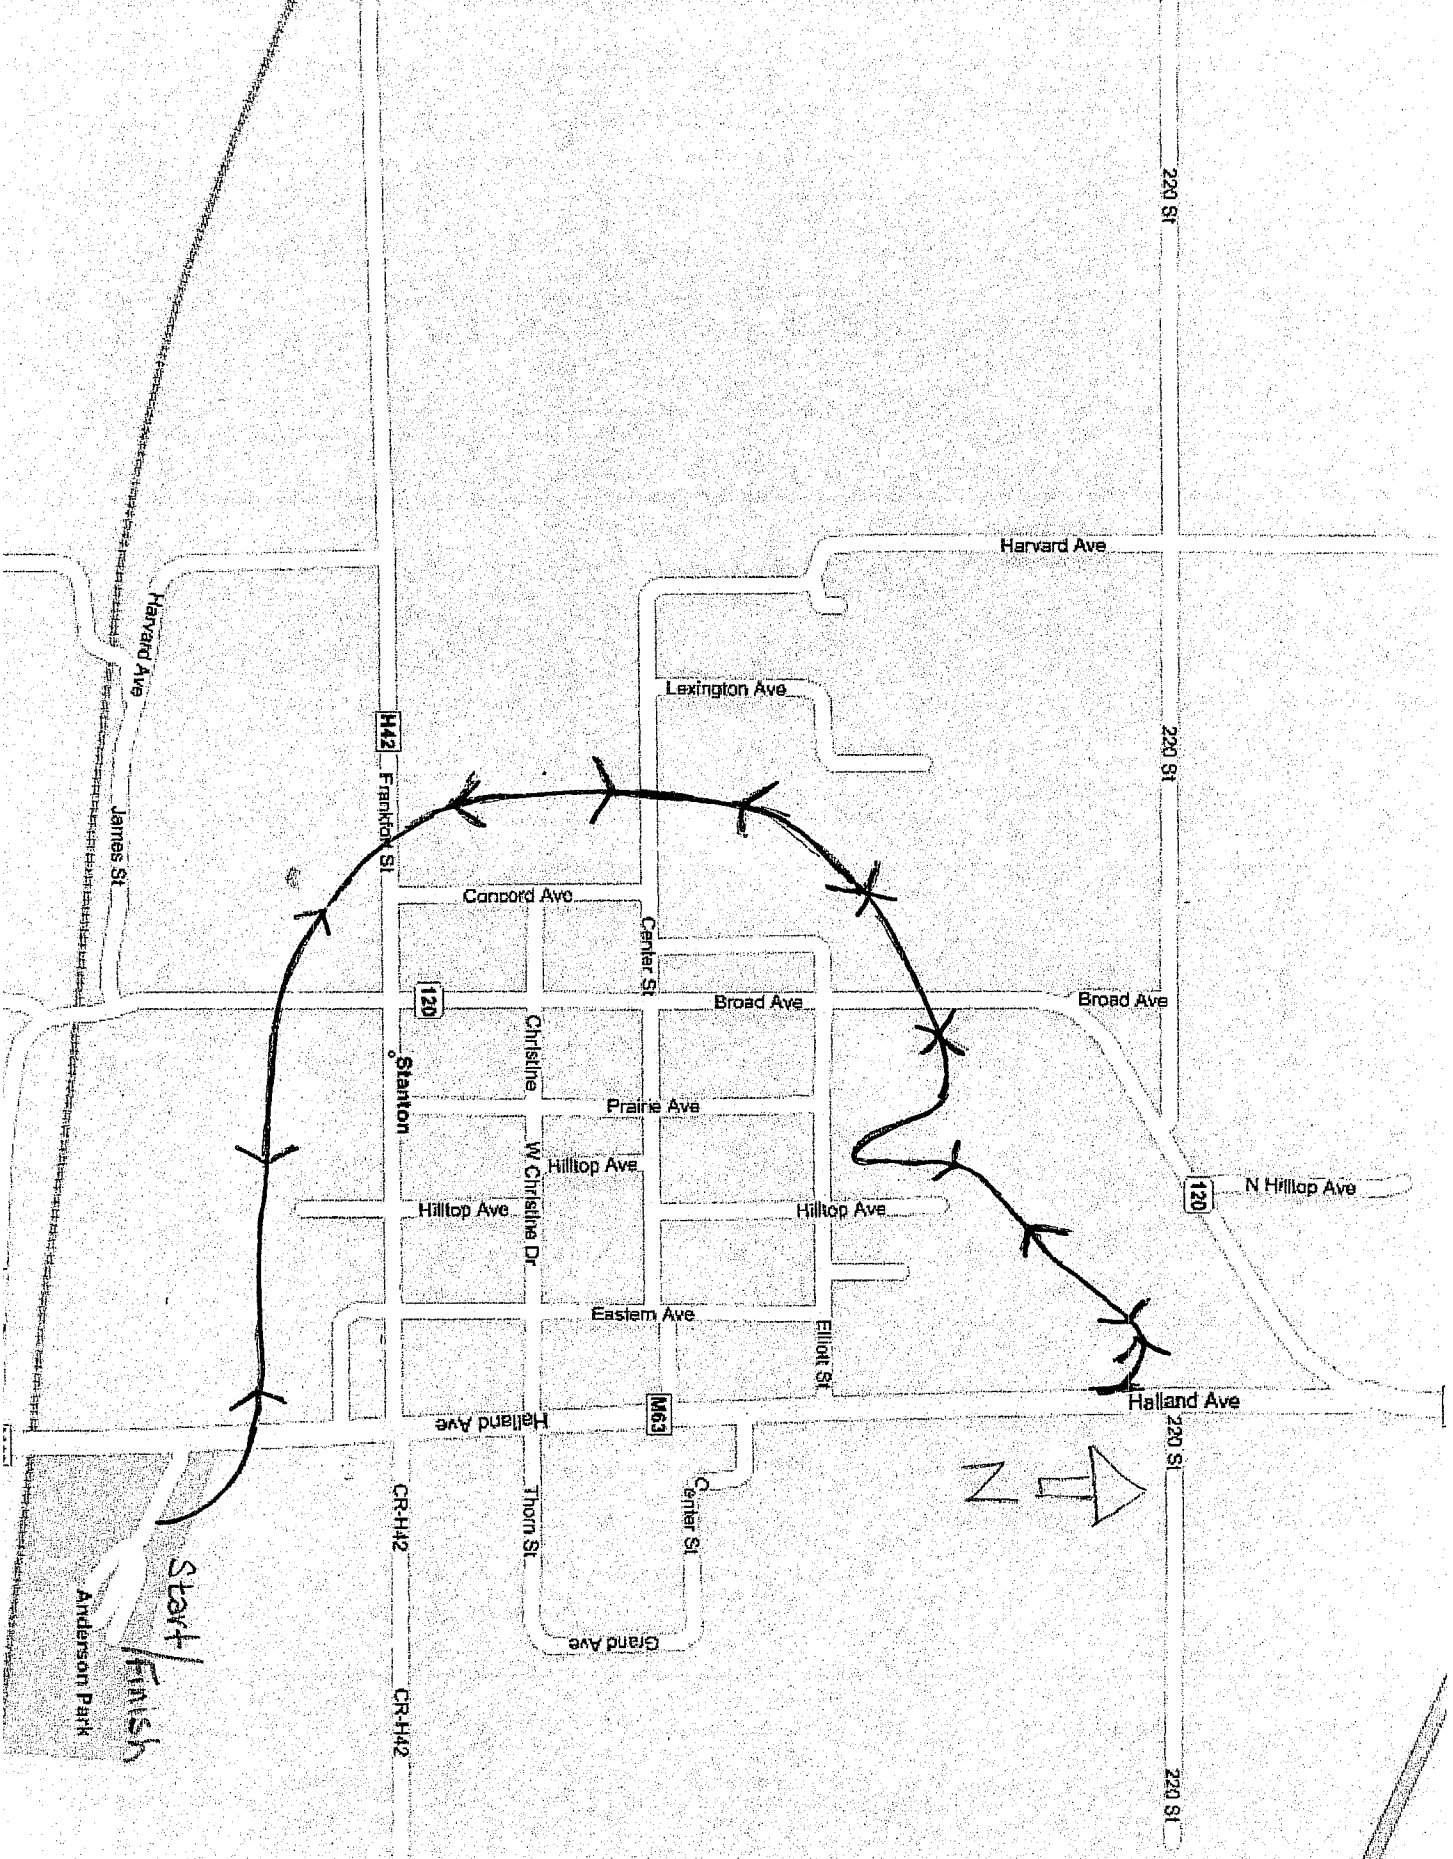 220 St
Harvard Ave
Harvard Ave
Lexington Ave
220 St
H42
Frankfort St
James St
Concord Ave
Center St
120
Broad Ave
Broad Ave
Christine
Stanton
Prairie Ave
W Christine Dr
Hilltop Ave
Hilltop Ave
Hilltop Ave
120
N Hilltop Ave
Eastern Ave
Elliott St
M63
Halland Ave
Halland Ave
220 St
N
CR-H42
Thorn St
Center St
Start/Finish
Anderson Park
Grand Ave
CR-H42
220 St